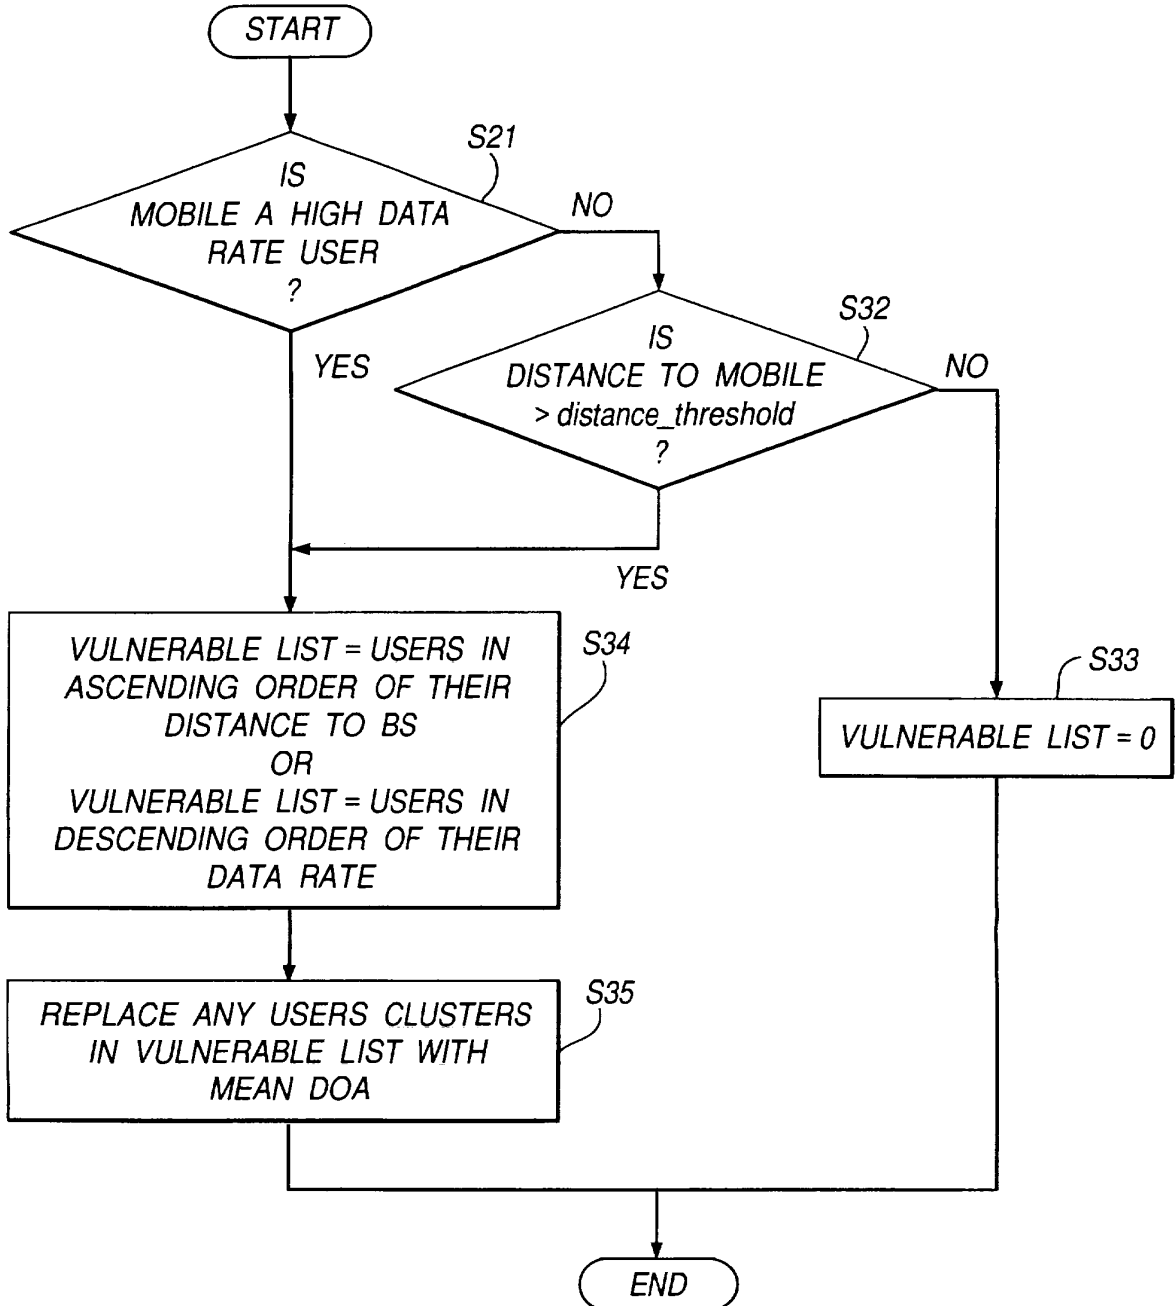 START
S21
IS
MOBILE A HIGH DATA
RATE USER
?
NO
YES
S32
IS
DISTANCE TO MOBILE
> distance_threshold
?
NO
YES
VULNERABLE LIST = USERS IN
ASCENDING ORDER OF THEIR
DISTANCE TO BS
OR
VULNERABLE LIST = USERS IN
DESCENDING ORDER OF THEIR
DATA RATE
S34
S33
VULNERABLE LIST = 0
REPLACE ANY USERS CLUSTERS
IN VULNERABLE LIST WITH
MEAN DOA
S35
END